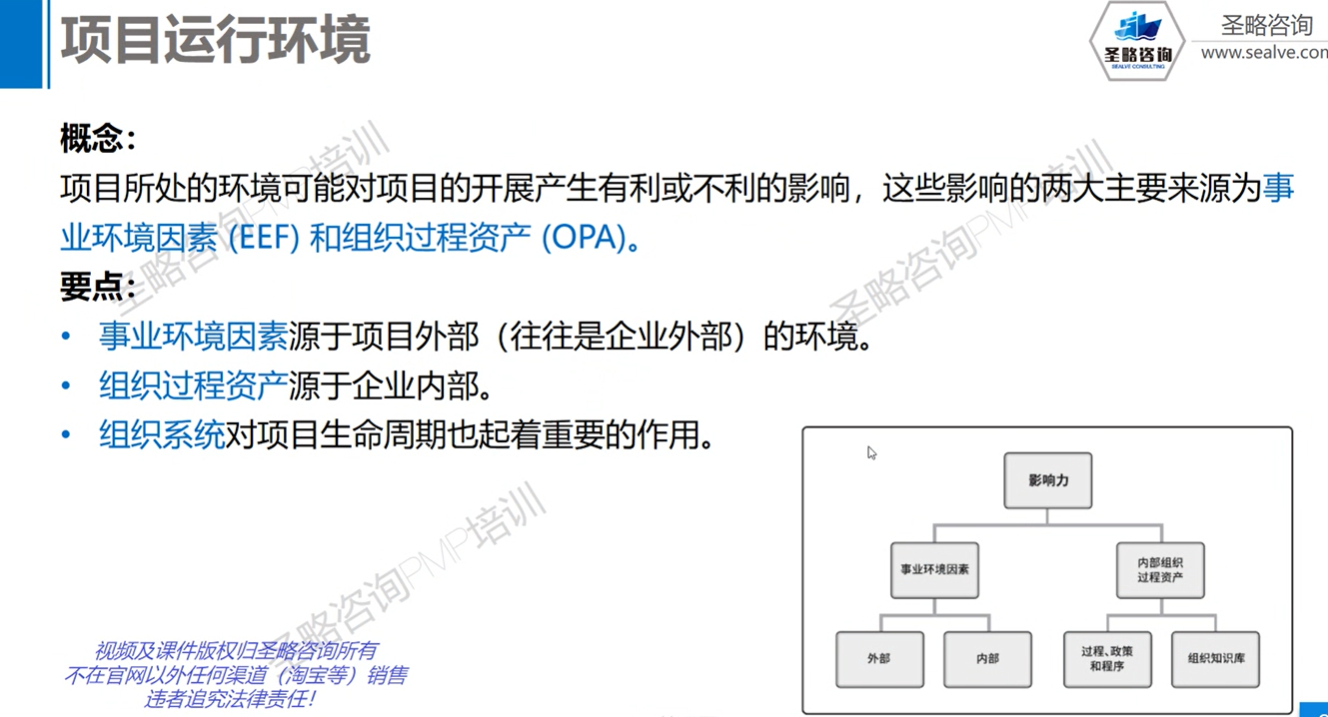 项目运行环境
圣略咨询
SEALVE CONSULTING
圣略咨询
www.sealve.com
概念：
项目所处的环境可能对项目的开展产生有利或不利的影响，这些影响的两大主要来源为事
业环境因素 (EEF) 和组织过程资产 (OPA)。
要点：
• 事业环境因素源于项目外部（往往是企业外部）的环境。
• 组织过程资产源于企业内部。
• 组织系统对项目生命周期也起着重要的作用。
影响力
事业环境因素
内部组织
过程资产
外部
内部
过程、政策
和程序
组织知识库
圣略咨询PMP培训
圣略咨询PMP培训
圣略咨询PMP培训
视频及课件版权归圣略咨询所有
不在官网以外任何渠道（淘宝等）销售
违者追究法律责任！